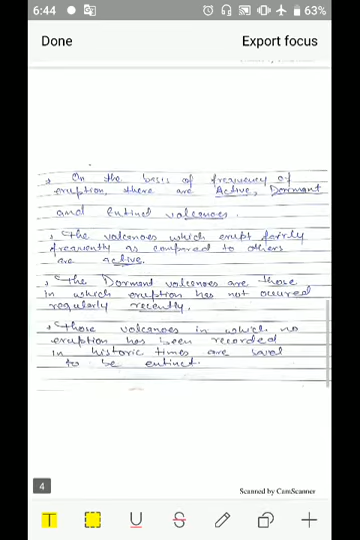 6:44
63%
Done
Export focus
→ On the basis of frequency of
eruption, there are Active, Dormant
and Extinct volcanoes.
→ The volcanoes which erupt fairly
frequently as compared to others
are active.
→ The Dormant volcanoes are those
in which eruption has not occured
regularly recently.
→ Those volcanoes in which no
eruption has been recorded
in historic times are said
to be extinct.
4
Scanned by CamScanner
T
U
S